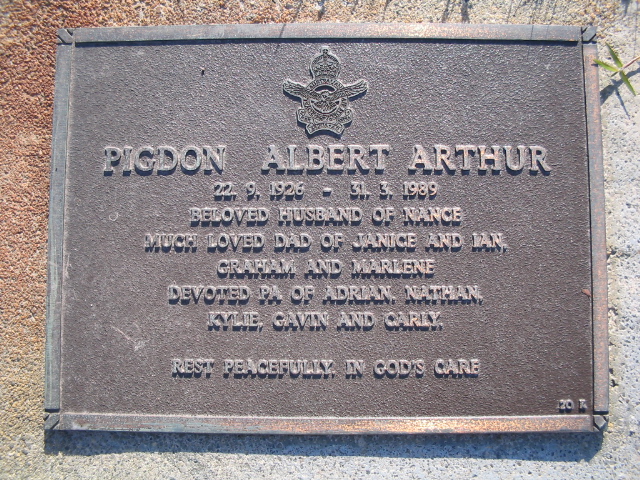 PIGDON ALBERT ARTHUR
22. 9. 1926 - 31. 3. 1989
BELOVED HUSBAND OF NANCE
MUCH LOVED DAD OF JANICE AND IAN,
GRAHAM AND MARLENE
DEVOTED PA OF ADRIAN, NATHAN,
KYLIE, GAVIN AND CARLY.
REST PEACEFULLY, IN GOD'S CARE